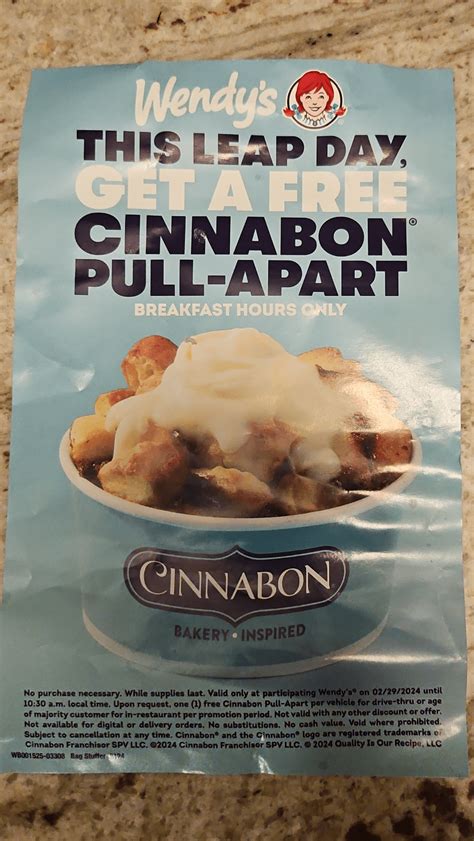 Wendy's
THIS LEAP DAY,
GET A FREE
CINNABON®
PULL-APART
BREAKFAST HOURS ONLY
CINNABON
BAKERY • INSPIRED
No purchase necessary. While supplies last. Valid only at participating Wendy's® on 02/29/2024 until
10:30 a.m. local time. Upon request, one (1) free Cinnabon Pull-Apart per vehicle for drive-thru or age
of majority customer for in-restaurant per promotion period. Not valid with any other discount or offer.
Not available for digital or delivery orders. No substitutions. No cash value. Void where prohibited.
Subject to cancellation at any time. Cinnabon® and the Cinnabon® logo are registered trademarks of
Cinnabon Franchisor SPV LLC. ©2024 Cinnabon Franchisor SPV LLC. © 2024 Quality Is Our Recipe, LLC
WB001525-03308 Bag Stuffer